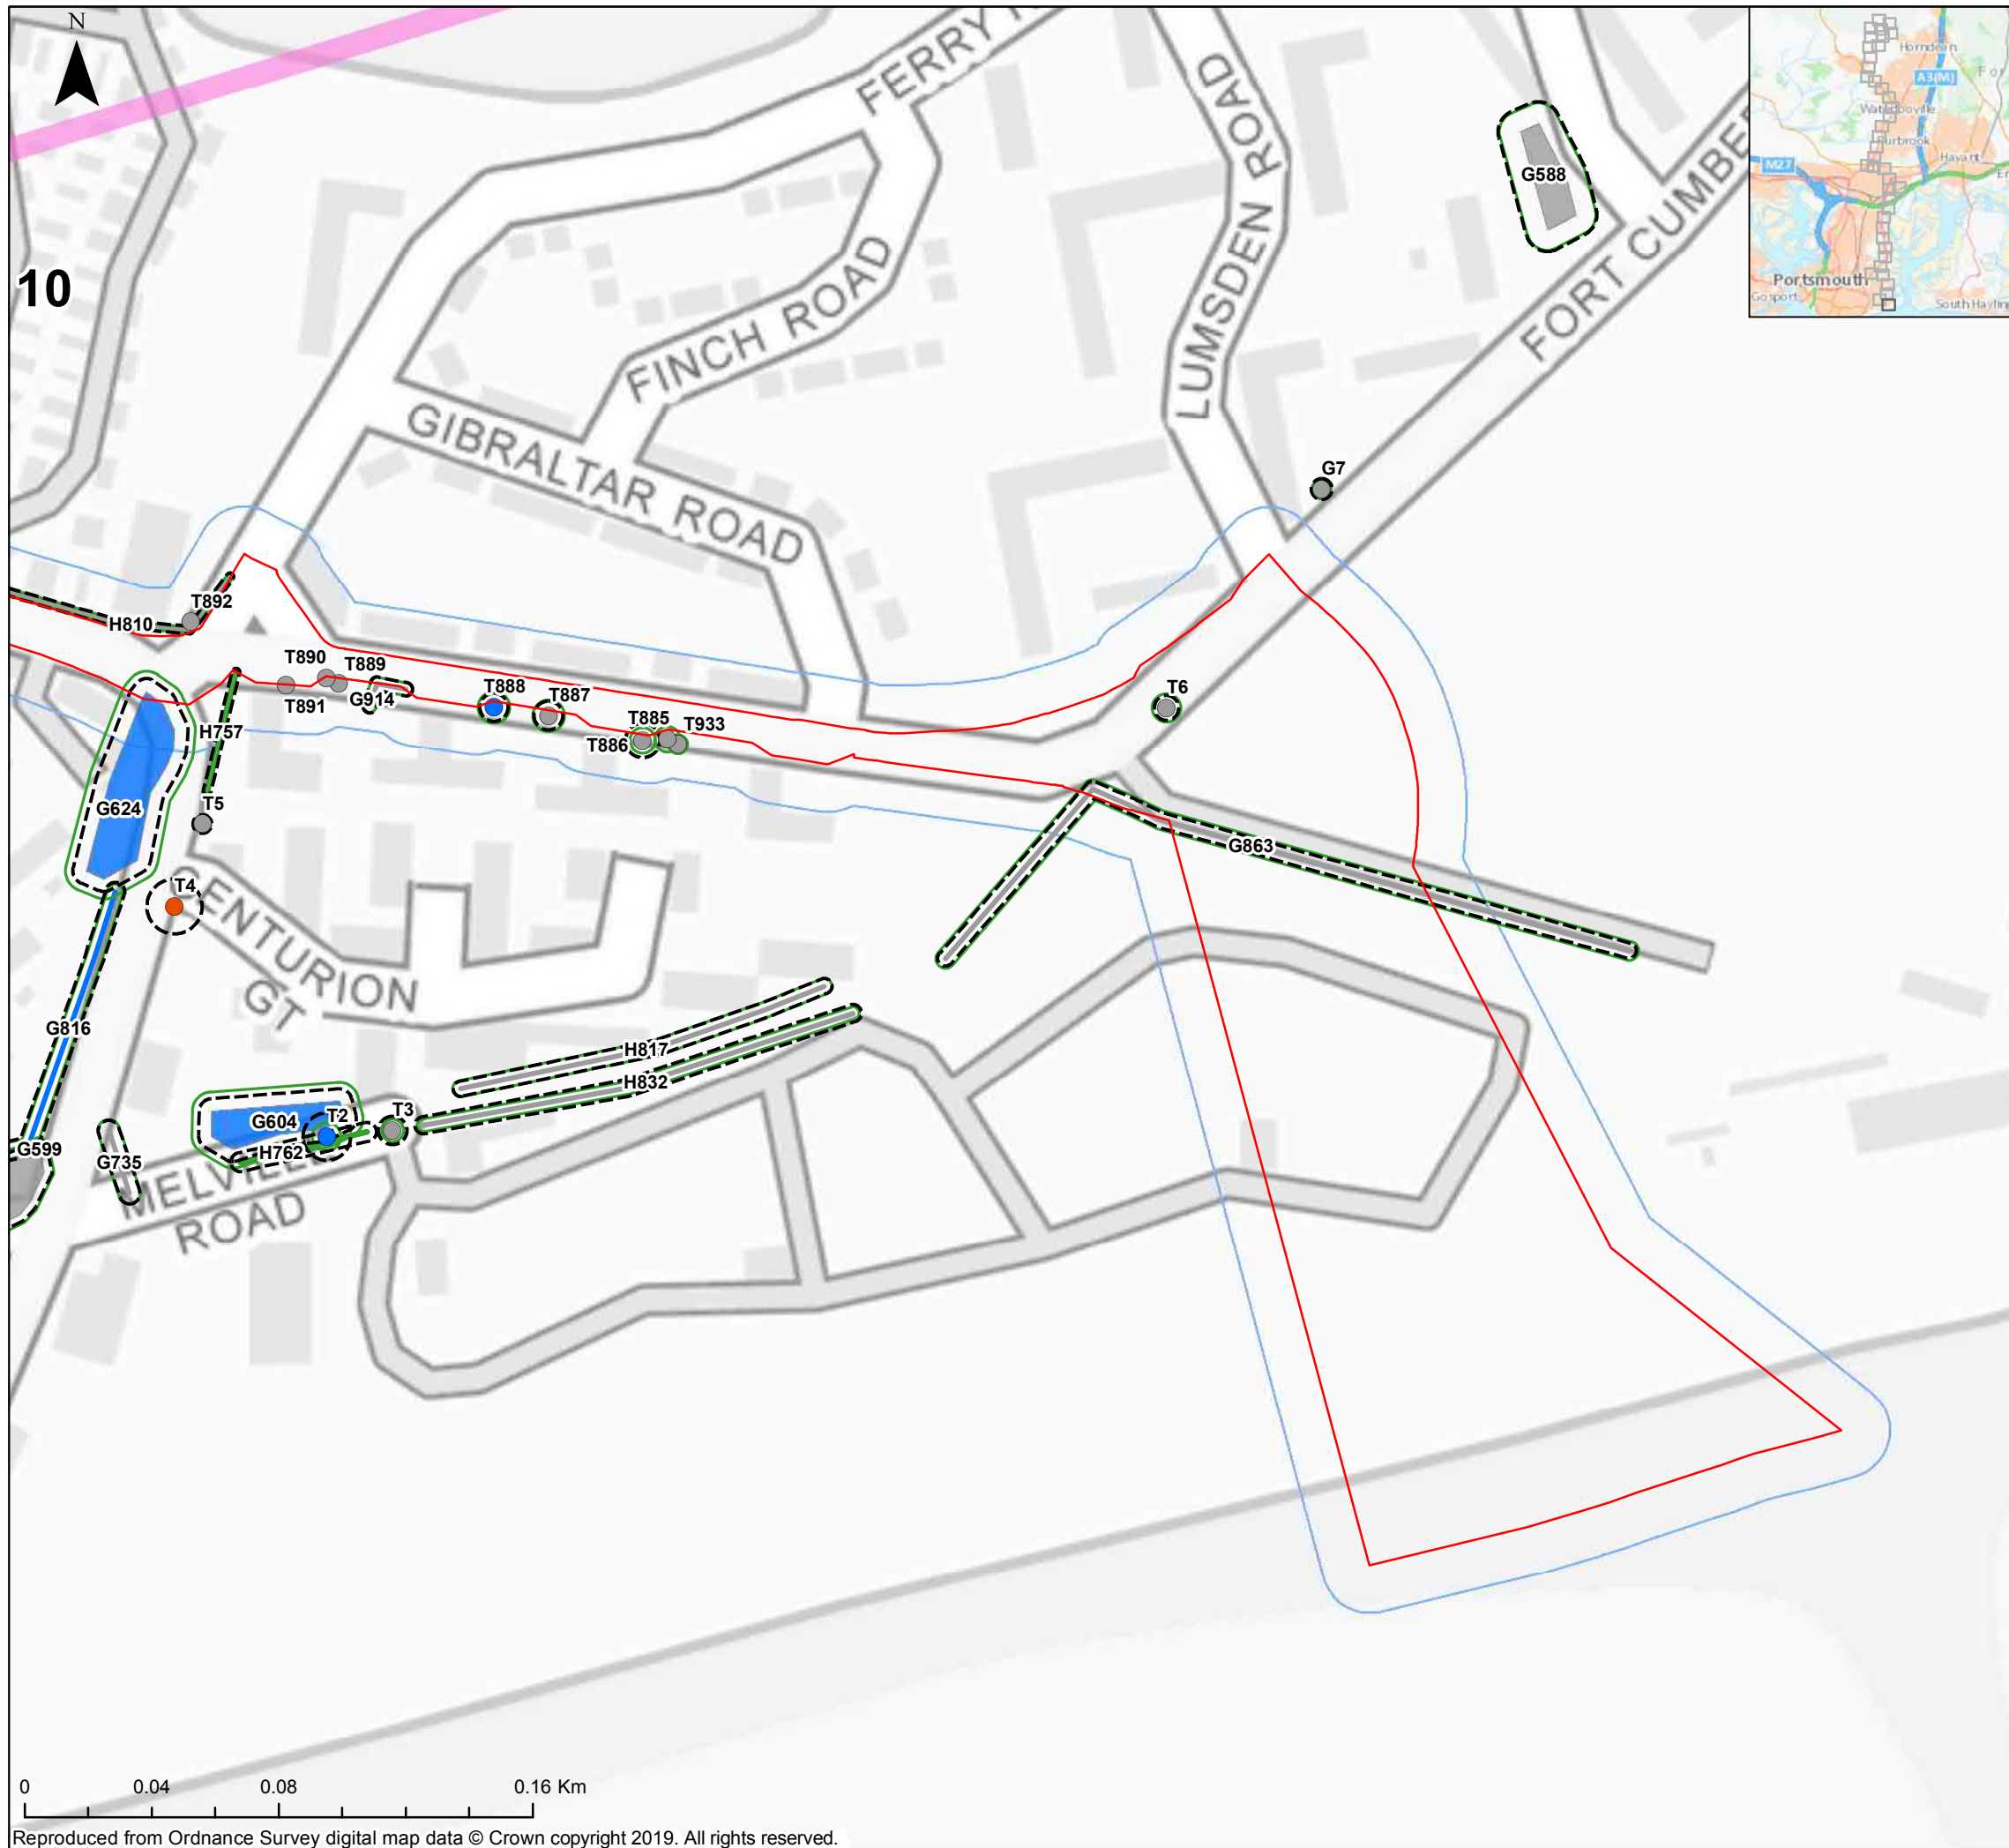 N
10
FERRY
LUMSDEN ROAD
FINCH ROAD
GIBRALTAR ROAD
FORT CUMBE
G588
G7
Horndean
A3(M)
For
Waterlooville
Purbrook
Havant
M27
Portsmouth
Gosport
South Hayling
T892
H810
T890
T889
T891
G914
T888
T887
T885
T933
T886
T6
H757
G624
T5
G863
T4
CENTURION
GT
G816
H817
H832
G604
T2
T3
H762
G599
G735
MELVILLE
ROAD
0
0.04
0.08
0.16 Km
Reproduced from Ordnance Survey digital map data © Crown copyright 2019. All rights reserved.